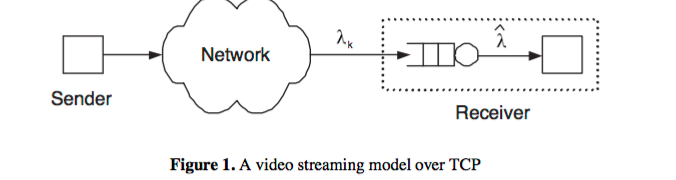 λk
λ̂
Network
Sender
Receiver
Figure 1. A video streaming model over TCP